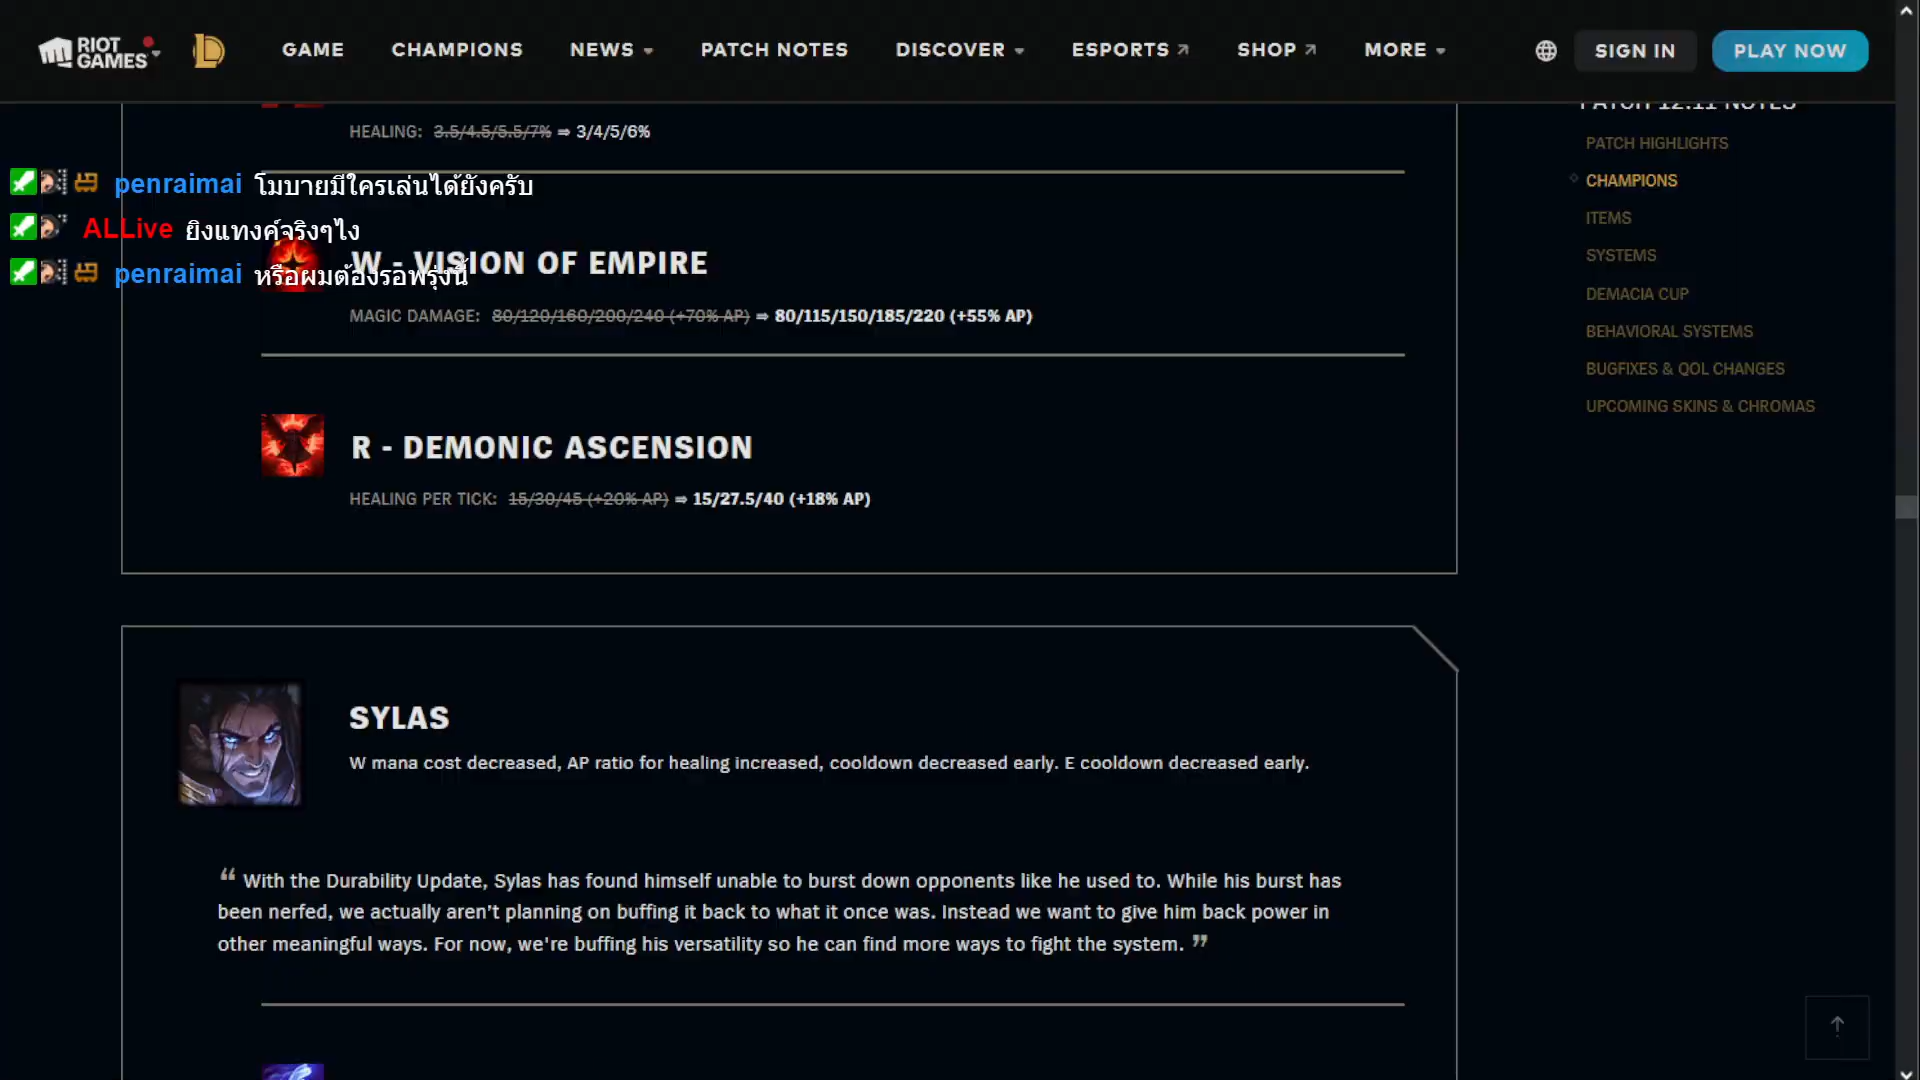 RIOT GAMES
GAME
CHAMPIONS
NEWS
PATCH NOTES
DISCOVER
ESPORTS
SHOP
MORE
SIGN IN
PLAY NOW
PATCH 12.11 NOTES
PATCH HIGHLIGHTS
CHAMPIONS
ITEMS
SYSTEMS
DEMACIA CUP
BEHAVIORAL SYSTEMS
BUGFIXES & QOL CHANGES
UPCOMING SKINS & CHROMAS
HEALING: 3.5/4.5/5.5/7% ⇒ 3/4/5/6%
penraimai โมบายมีใครเล่นได้ยังครับ
ALLive ยิงแทงค์จริงๆไง
penraimai หรือผมต้องรอพรุ่งนี้
W - VISION OF EMPIRE
MAGIC DAMAGE: 80/120/160/200/240 (+70% AP) ⇒ 80/115/150/185/220 (+55% AP)
R - DEMONIC ASCENSION
HEALING PER TICK: 15/30/45 (+20% AP) ⇒ 15/27.5/40 (+18% AP)
SYLAS
W mana cost decreased, AP ratio for healing increased, cooldown decreased early. E cooldown decreased early.
“ With the Durability Update, Sylas has found himself unable to burst down opponents like he used to. While his burst has
been nerfed, we actually aren’t planning on buffing it back to what it once was. Instead we want to give him back power in
other meaningful ways. For now, we're buffing his versatility so he can find more ways to fight the system. ”